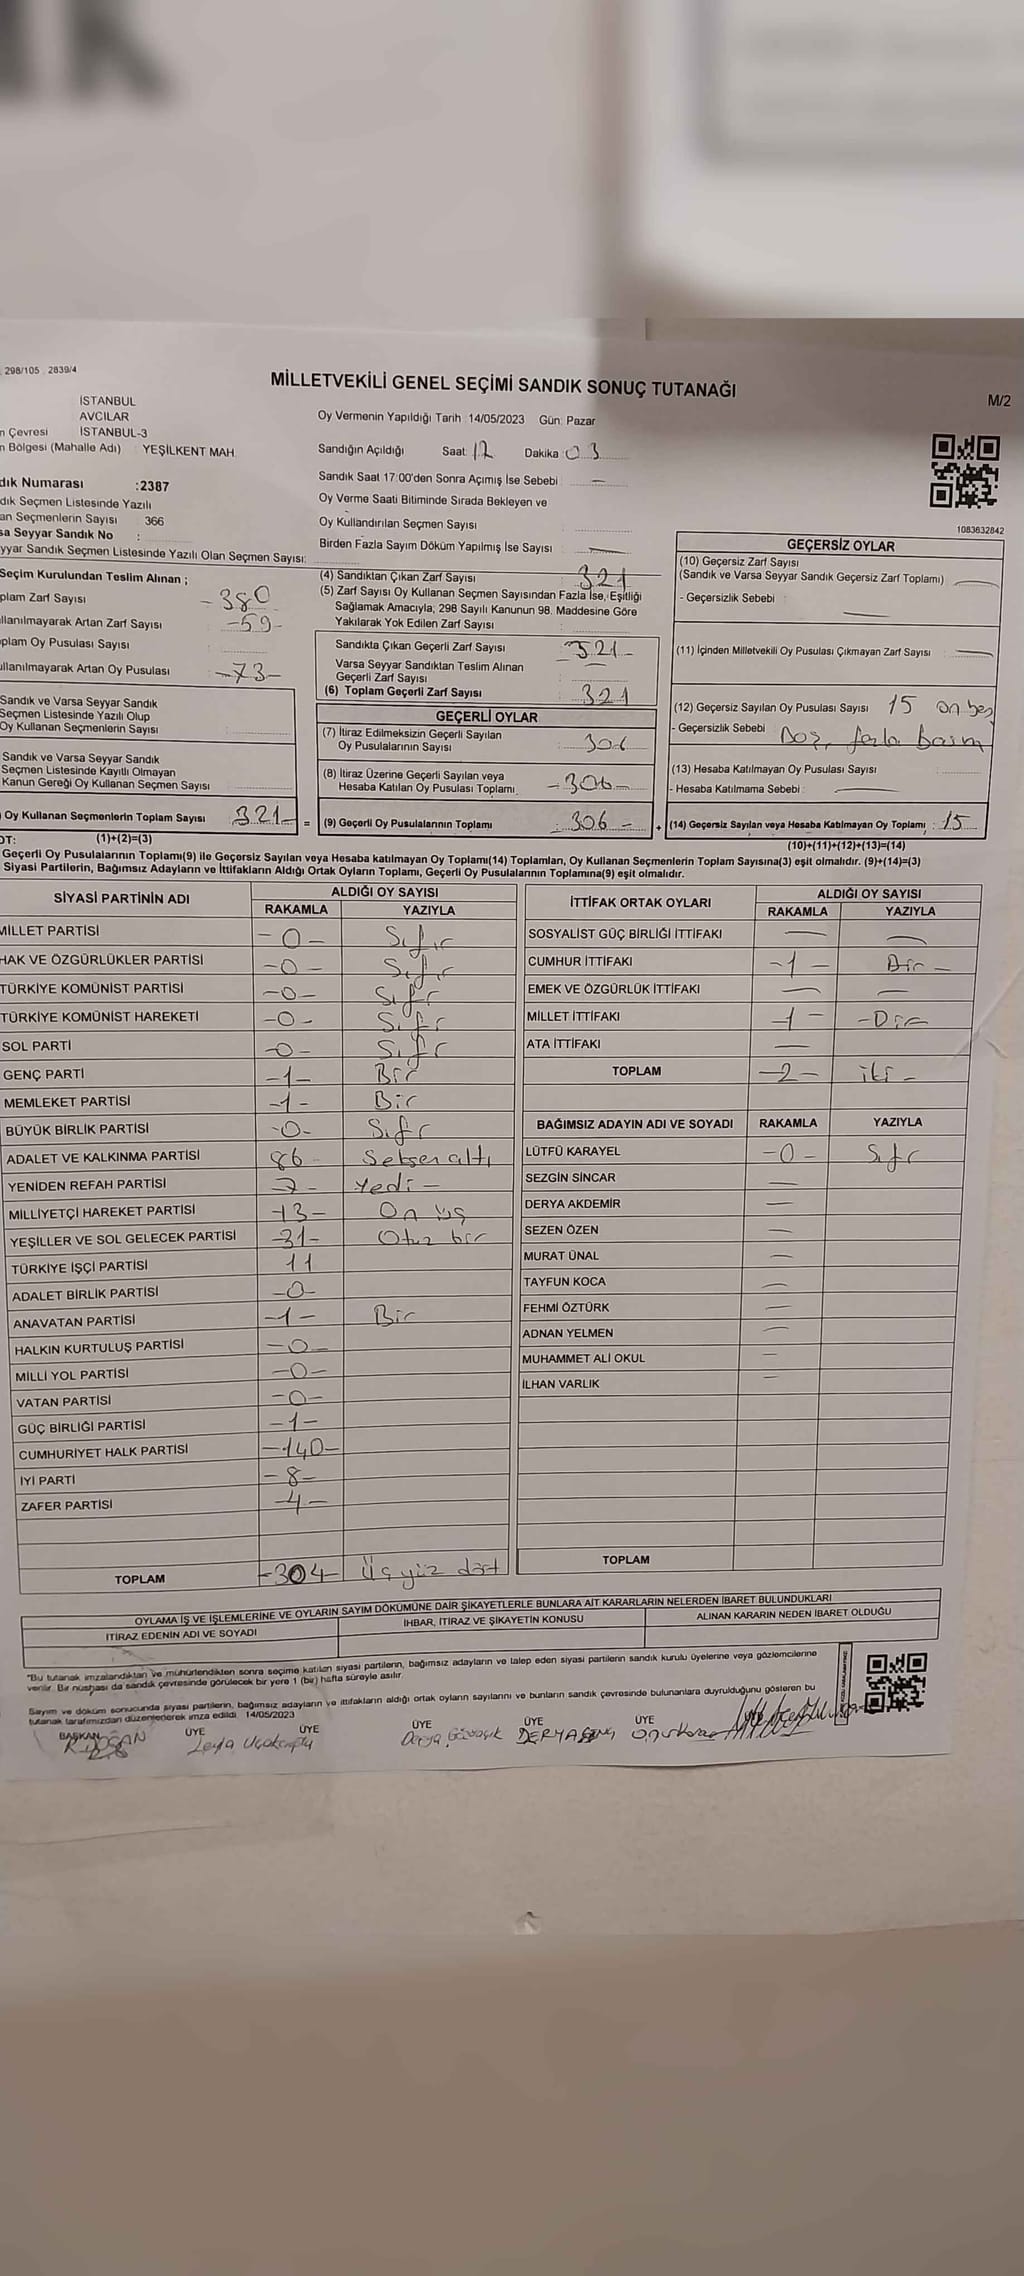 298/105 2839/4
MİLLETVEKİLİ GENEL SEÇİMİ SANDIK SONUÇ TUTANAĞI
M/2
İSTANBUL
AVCILAR
n Çevresi İSTANBUL-3
n Bölgesi (Mahalle Adı) YEŞİLKENT MAH.
Oy Vermenin Yapıldığı Tarih 14/05/2023 Gün: Pazar
Sandığın Açıldığı Saat: 17 Dakika: 03
Sandık Saat 17:00'den Sonra Açımış İse Sebebi : —
Oy Verme Saati Bitiminde Sırada Bekleyen ve
Oy Kullandırılan Seçmen Sayısı
Birden Fazla Sayım Döküm Yapılmış İse Sayısı —
dık Numarası :2387
dık Seçmen Listesinde Yazılı
an Seçmenlerin Sayısı 366
sa Seyyar Sandık No :
yyar Sandık Seçmen Listesinde Yazılı Olan Seçmen Sayısı:
Seçim Kurulundan Teslim Alınan ;
plam Zarf Sayısı - 380
llanılmayarak Artan Zarf Sayısı -59-
plam Oy Pusulası Sayısı
llanılmayarak Artan Oy Pusulası -73-
Sandık ve Varsa Seyyar Sandık
Seçmen Listesinde Yazılı Olup
Oy Kullanan Seçmenlerin Sayısı
Sandık ve Varsa Seyyar Sandık
Seçmen Listesinde Kayıtlı Olmayan
Kanun Gereği Oy Kullanan Seçmen Sayısı
Oy Kullanan Seçmenlerin Toplam Sayısı 321- =
(1)+(2)=(3)
(4) Sandıktan Çıkan Zarf Sayısı 321
(5) Zarf Sayısı Oy Kullanan Seçmen Sayısından Fazla İse, Eşitliği
Sağlamak Amacıyla; 298 Sayılı Kanunun 98. Maddesine Göre
Yakılarak Yok Edilen Zarf Sayısı
Sandıkta Çıkan Geçerli Zarf Sayısı 321-
Varsa Seyyar Sandıktan Teslim Alınan
Geçerli Zarf Sayısı —
(6) Toplam Geçerli Zarf Sayısı 321
GEÇERLİ OYLAR
(7) İtiraz Edilmeksizin Geçerli Sayılan
Oy Pusulalarının Sayısı 306
(8) İtiraz Üzerine Geçerli Sayılan veya
Hesaba Katılan Oy Pusulası Toplamı -306-
(9) Geçerli Oy Pusulalarının Toplamı 306 - +
1083632842
GEÇERSİZ OYLAR
(10) Geçersiz Zarf Sayısı
(Sandık ve Varsa Seyyar Sandık Geçersiz Zarf Toplamı) —
- Geçersizlik Sebebi : —
(11) İçinden Milletvekili Oy Pusulası Çıkmayan Zarf Sayısı : —
(12) Geçersiz Sayılan Oy Pusulası Sayısı 15 on beş
- Geçersizlik Sebebi Boş, fazla basım
(13) Hesaba Katılmayan Oy Pusulası Sayısı
- Hesaba Katılmama Sebebi : —
(14) Geçersiz Sayılan veya Hesaba Katılmayan Oy Toplamı : 15
(10)+(11)+(12)+(13)=(14)
OT:
Geçerli Oy Pusulalarının Toplamı(9) ile Geçersiz Sayılan veya Hesaba katılmayan Oy Toplamı(14) Toplamları, Oy Kullanan Seçmenlerin Toplam Sayısına(3) eşit olmalıdır. (9)+(14)=(3)
Siyasi Partilerin, Bağımsız Adayların ve İttifakların Aldığı Ortak Oyların Toplamı, Geçerli Oy Pusulalarının Toplamına(9) eşit olmalıdır.
SİYASİ PARTİNİN ADI ALDIĞI OY SAYISI
RAKAMLA YAZIYLA
MİLLET PARTİSİ -0- Sıfır
HAK VE ÖZGÜRLÜKLER PARTİSİ -0- Sıfır
TÜRKİYE KOMÜNİST PARTİSİ -0- Sıfır
TÜRKİYE KOMÜNİST HAREKETİ -0- Sıfır
SOL PARTİ -0- Sıfır
GENÇ PARTİ -1- Bir
MEMLEKET PARTİSİ -1- Bir
BÜYÜK BİRLİK PARTİSİ -0- Sıfır
ADALET VE KALKINMA PARTİSİ 86- Seksen altı
YENİDEN REFAH PARTİSİ -7- Yedi -
MİLLİYETÇİ HAREKET PARTİSİ -13- On üç
YEŞİLLER VE SOL GELECEK PARTİSİ -31- Otuz bir
TÜRKİYE İŞÇİ PARTİSİ 11
ADALET BİRLİK PARTİSİ -0-
ANAVATAN PARTİSİ -1- Bir
HALKIN KURTULUŞ PARTİSİ -0-
MİLLİ YOL PARTİSİ -0-
VATAN PARTİSİ -0-
GÜÇ BİRLİĞİ PARTİSİ -1-
CUMHURİYET HALK PARTİSİ -140-
İYİ PARTİ -8-
ZAFER PARTİSİ -4-
TOPLAM -304- Üç yüz dört
İTTİFAK ORTAK OYLARI ALDIĞI OY SAYISI
RAKAMLA YAZIYLA
SOSYALİST GÜÇ BİRLİĞİ İTTİFAKI — —
CUMHUR İTTİFAKI -1- Bir -
EMEK VE ÖZGÜRLÜK İTTİFAKI — —
MİLLET İTTİFAKI -1- -Bir
ATA İTTİFAKI —
TOPLAM -2- iki -
BAĞIMSIZ ADAYIN ADI VE SOYADI RAKAMLA YAZIYLA
LÜTFÜ KARAYEL -0- Sıfır
SEZGİN SİNCAR —
DERYA AKDEMİR —
SEZEN ÖZEN —
MURAT ÜNAL —
TAYFUN KOCA —
FEHMİ ÖZTÜRK —
ADNAN YELMEN —
MUHAMMET ALİ OKUL —
İLHAN VARLIK —
TOPLAM
OYLAMA İŞ VE İŞLEMLERİNE VE OYLARIN SAYIM DÖKÜMÜNE DAİR ŞİKAYETLERLE BUNLARA AİT KARARLARIN NELERDEN İBARET BULUNDUKLARI
İTİRAZ EDENİN ADI VE SOYADI İHBAR, İTİRAZ VE ŞİKAYETİN KONUSU ALINAN KARARIN NEDEN İBARET OLDUĞU
"Bu tutanak imzalandıktan ve mühürlendikten sonra seçime katılan siyasi partilerin, bağımsız adayların ve talep eden siyasi partilerin sandık kurulu üyelerine veya gözlemcilerine
verilir. Bir nüshası da sandık çevresinde görülecek bir yere 1 (bir) hafta süreyle asılır.
Sayım ve döküm sonucunda siyasi partilerin, bağımsız adayların ve ittifakların aldığı ortak oyların sayılarını ve bunların sandık çevresinde bulunanlara duyrulduğunu gösteren bu
tutanak tarafımızdan düzenlenerek imza edildi. 14/05/2023
BAŞKAN ÜYE ÜYE ÜYE ÜYE ÜYE
Leyla Derya DERYA